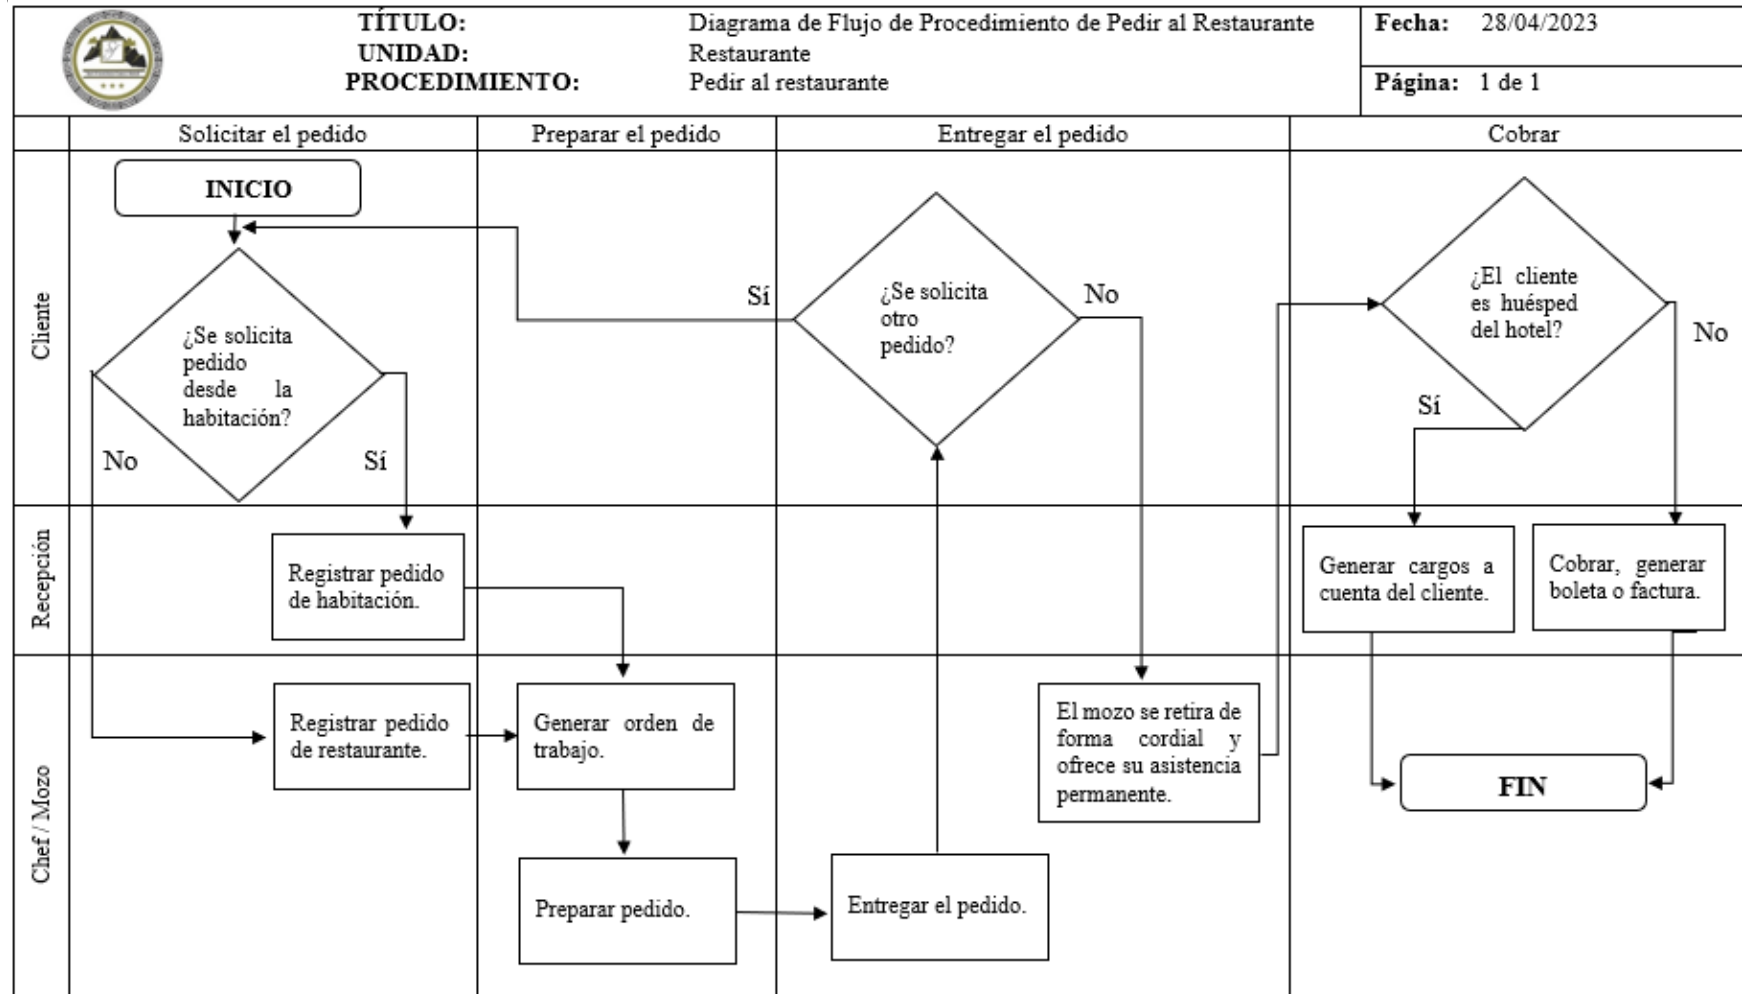 TÍTULO: Diagrama de Flujo de Procedimiento de Pedir al Restaurante
UNIDAD: Restaurante
PROCEDIMIENTO: Pedir al restaurante
Fecha: 28/04/2023
Página: 1 de 1
Solicitar el pedido
Preparar el pedido
Entregar el pedido
Cobrar
Cliente
INICIO
¿Se solicita
pedido
desde la
habitación?
No
Sí
Sí
¿Se solicita
otro
pedido?
No
¿El cliente
es huésped
del hotel?
No
Sí
Recepción
Registrar pedido
de habitación.
Generar cargos a
cuenta del cliente.
Cobrar, generar
boleta o factura.
Chef / Mozo
Registrar pedido
de restaurante.
Generar orden de
trabajo.
El mozo se retira de
forma cordial y
ofrece su asistencia
permanente.
FIN
Preparar pedido.
Entregar el pedido.